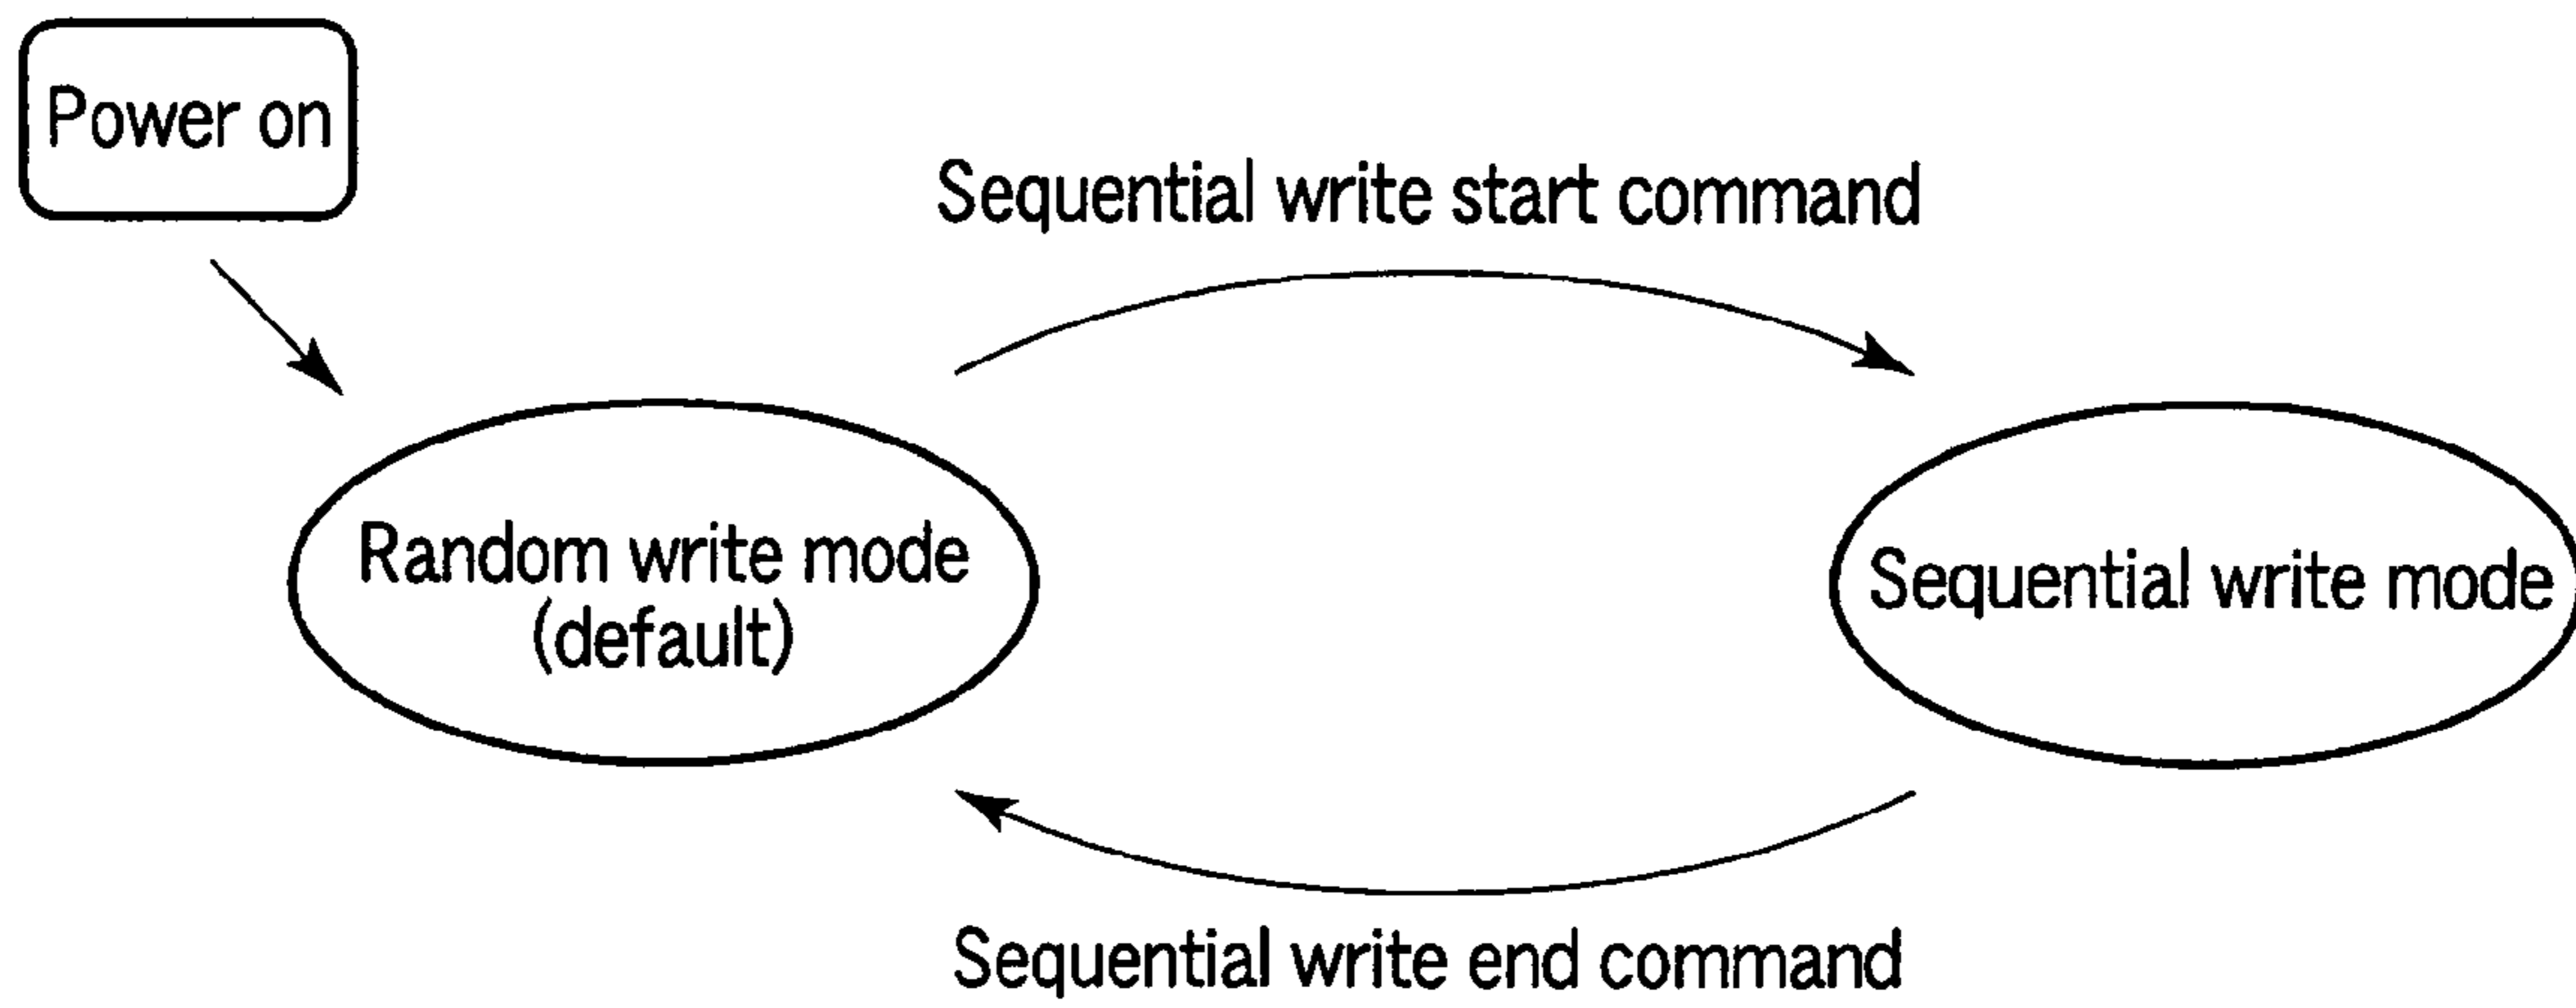 Power on
Sequential write start command
Random write mode
(default)
Sequential write mode
Sequential write end command